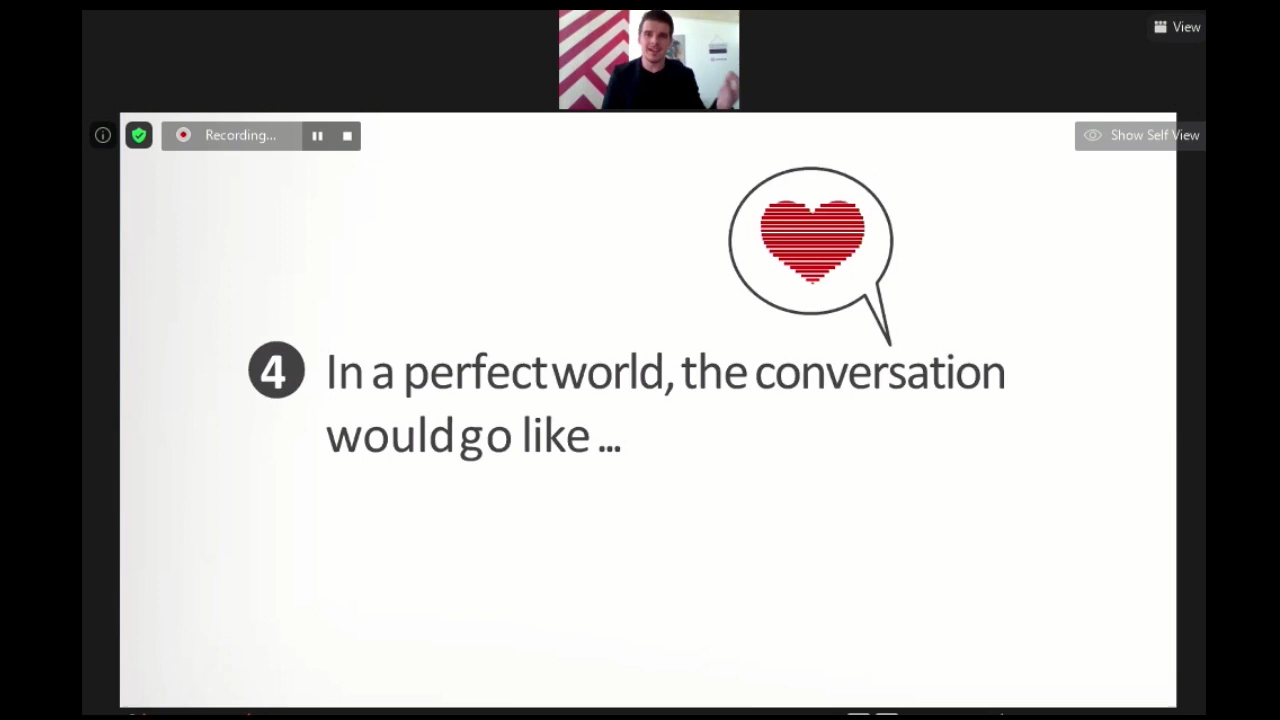 View
Recording...
Show Self View
4 In a perfect world, the conversation
would go like ...